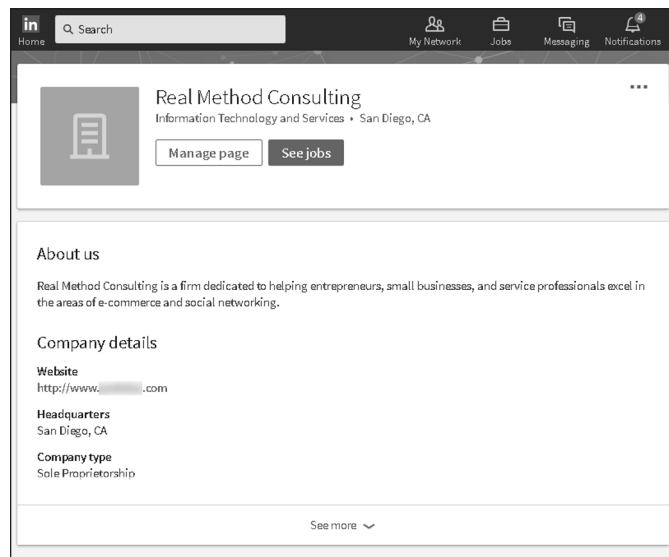 in
Home
Search
My Network
Jobs
Messaging
4
Notifications
Real Method Consulting
Information Technology and Services • San Diego, CA
Manage page
See jobs
About us
Real Method Consulting is a firm dedicated to helping entrepreneurs, small businesses, and service professionals excel in
the areas of e-commerce and social networking.
Company details
Website
http://www. .com
Headquarters
San Diego, CA
Company type
Sole Proprietorship
See more